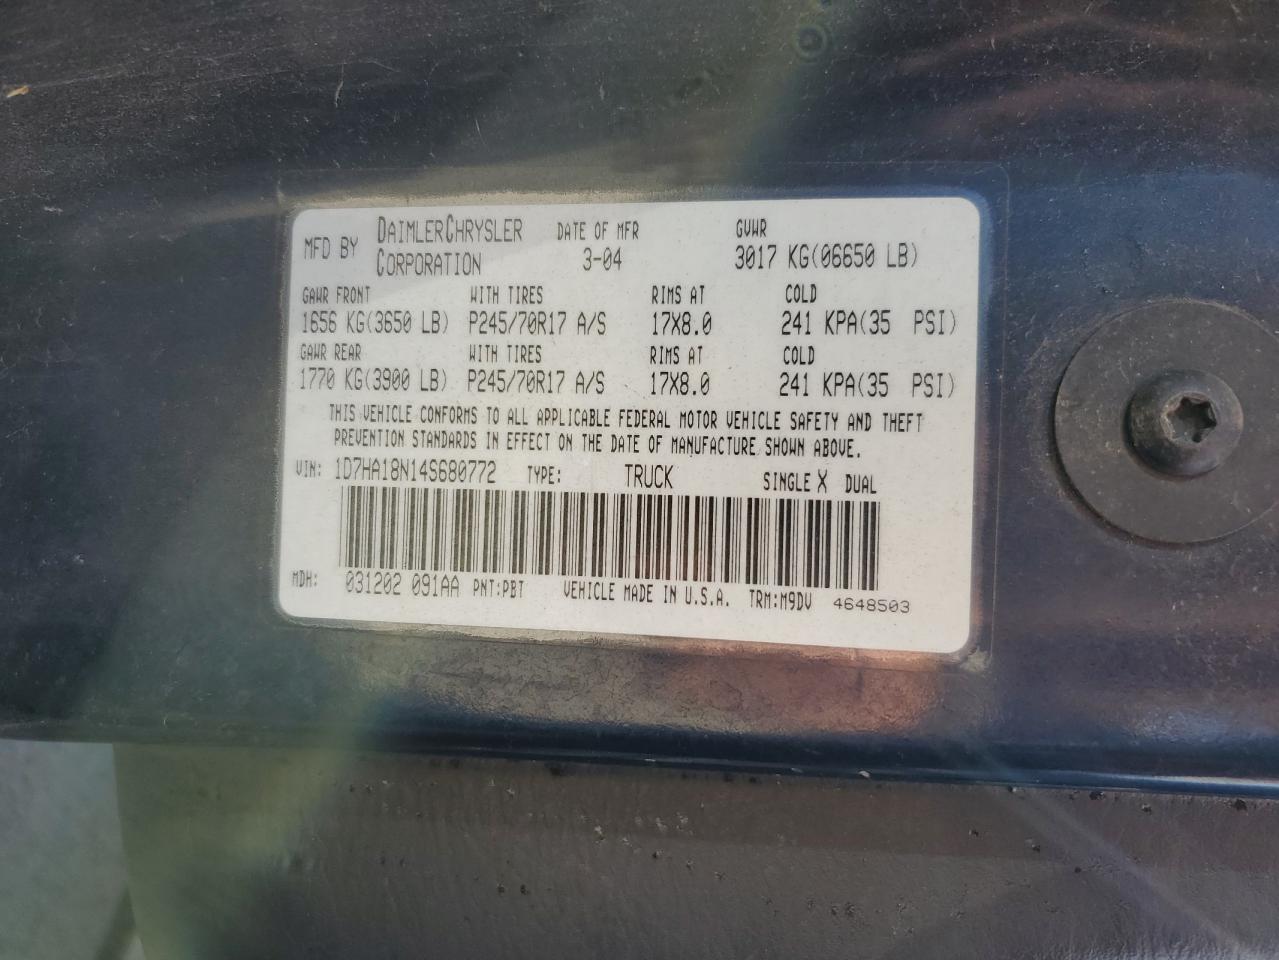 MFD BY DAIMLERCHRYSLER CORPORATION DATE OF MFR 3-04 GVWR 3017 KG(06650 LB)
GAWR FRONT WITH TIRES RIMS AT COLD
1656 KG(3650 LB) P245/70R17 A/S 17X8.0 241 KPA(35 PSI)
GAWR REAR WITH TIRES RIMS AT COLD
1770 KG(3900 LB) P245/70R17 A/S 17X8.0 241 KPA(35 PSI)
THIS VEHICLE CONFORMS TO ALL APPLICABLE FEDERAL MOTOR VEHICLE SAFETY AND THEFT
PREVENTION STANDARDS IN EFFECT ON THE DATE OF MANUFACTURE SHOWN ABOVE.
VIN: 1D7HA18N14S680772 TYPE: TRUCK SINGLE X DUAL
MDH: 031202 091AA PNT:PBT VEHICLE MADE IN U.S.A. TRM:M9DV 4648503